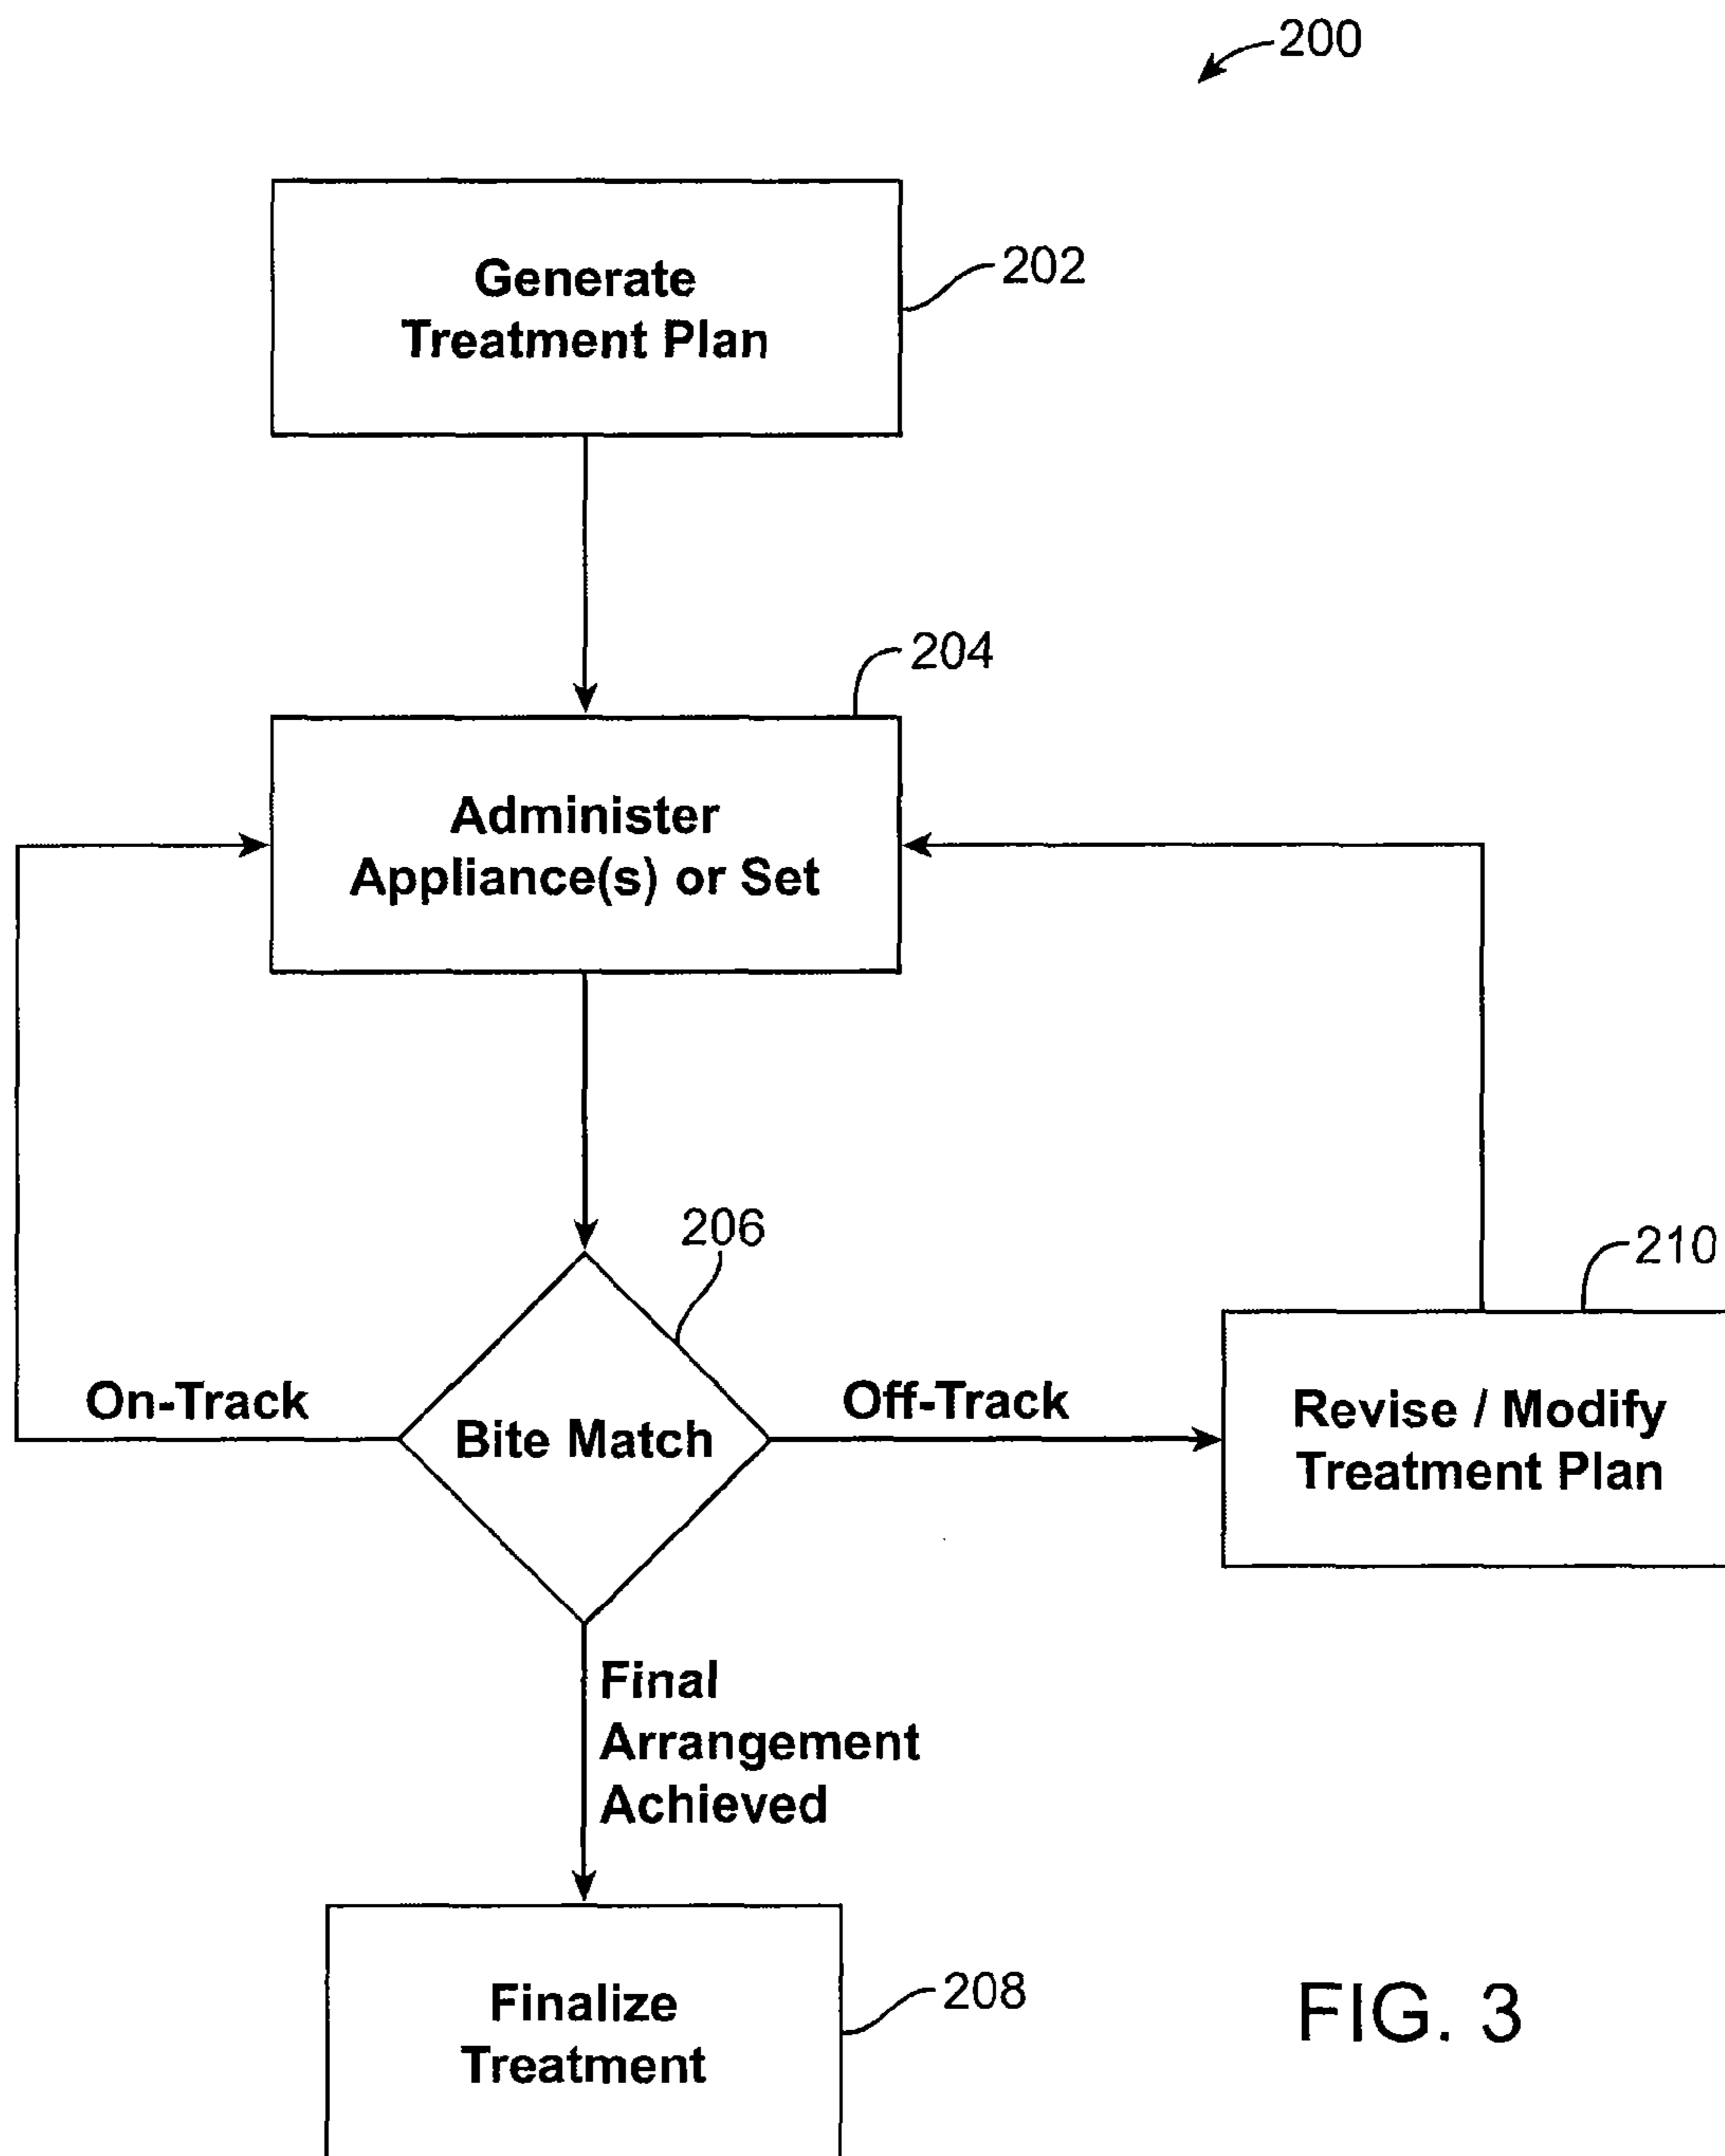 200
Generate
Treatment Plan
202
204
Administer
Appliance(s) or Set
206
210
On-Track
Bite Match
Off-Track
Revise / Modify
Treatment Plan
Final
Arrangement
Achieved
Finalize
Treatment
208
FIG. 3